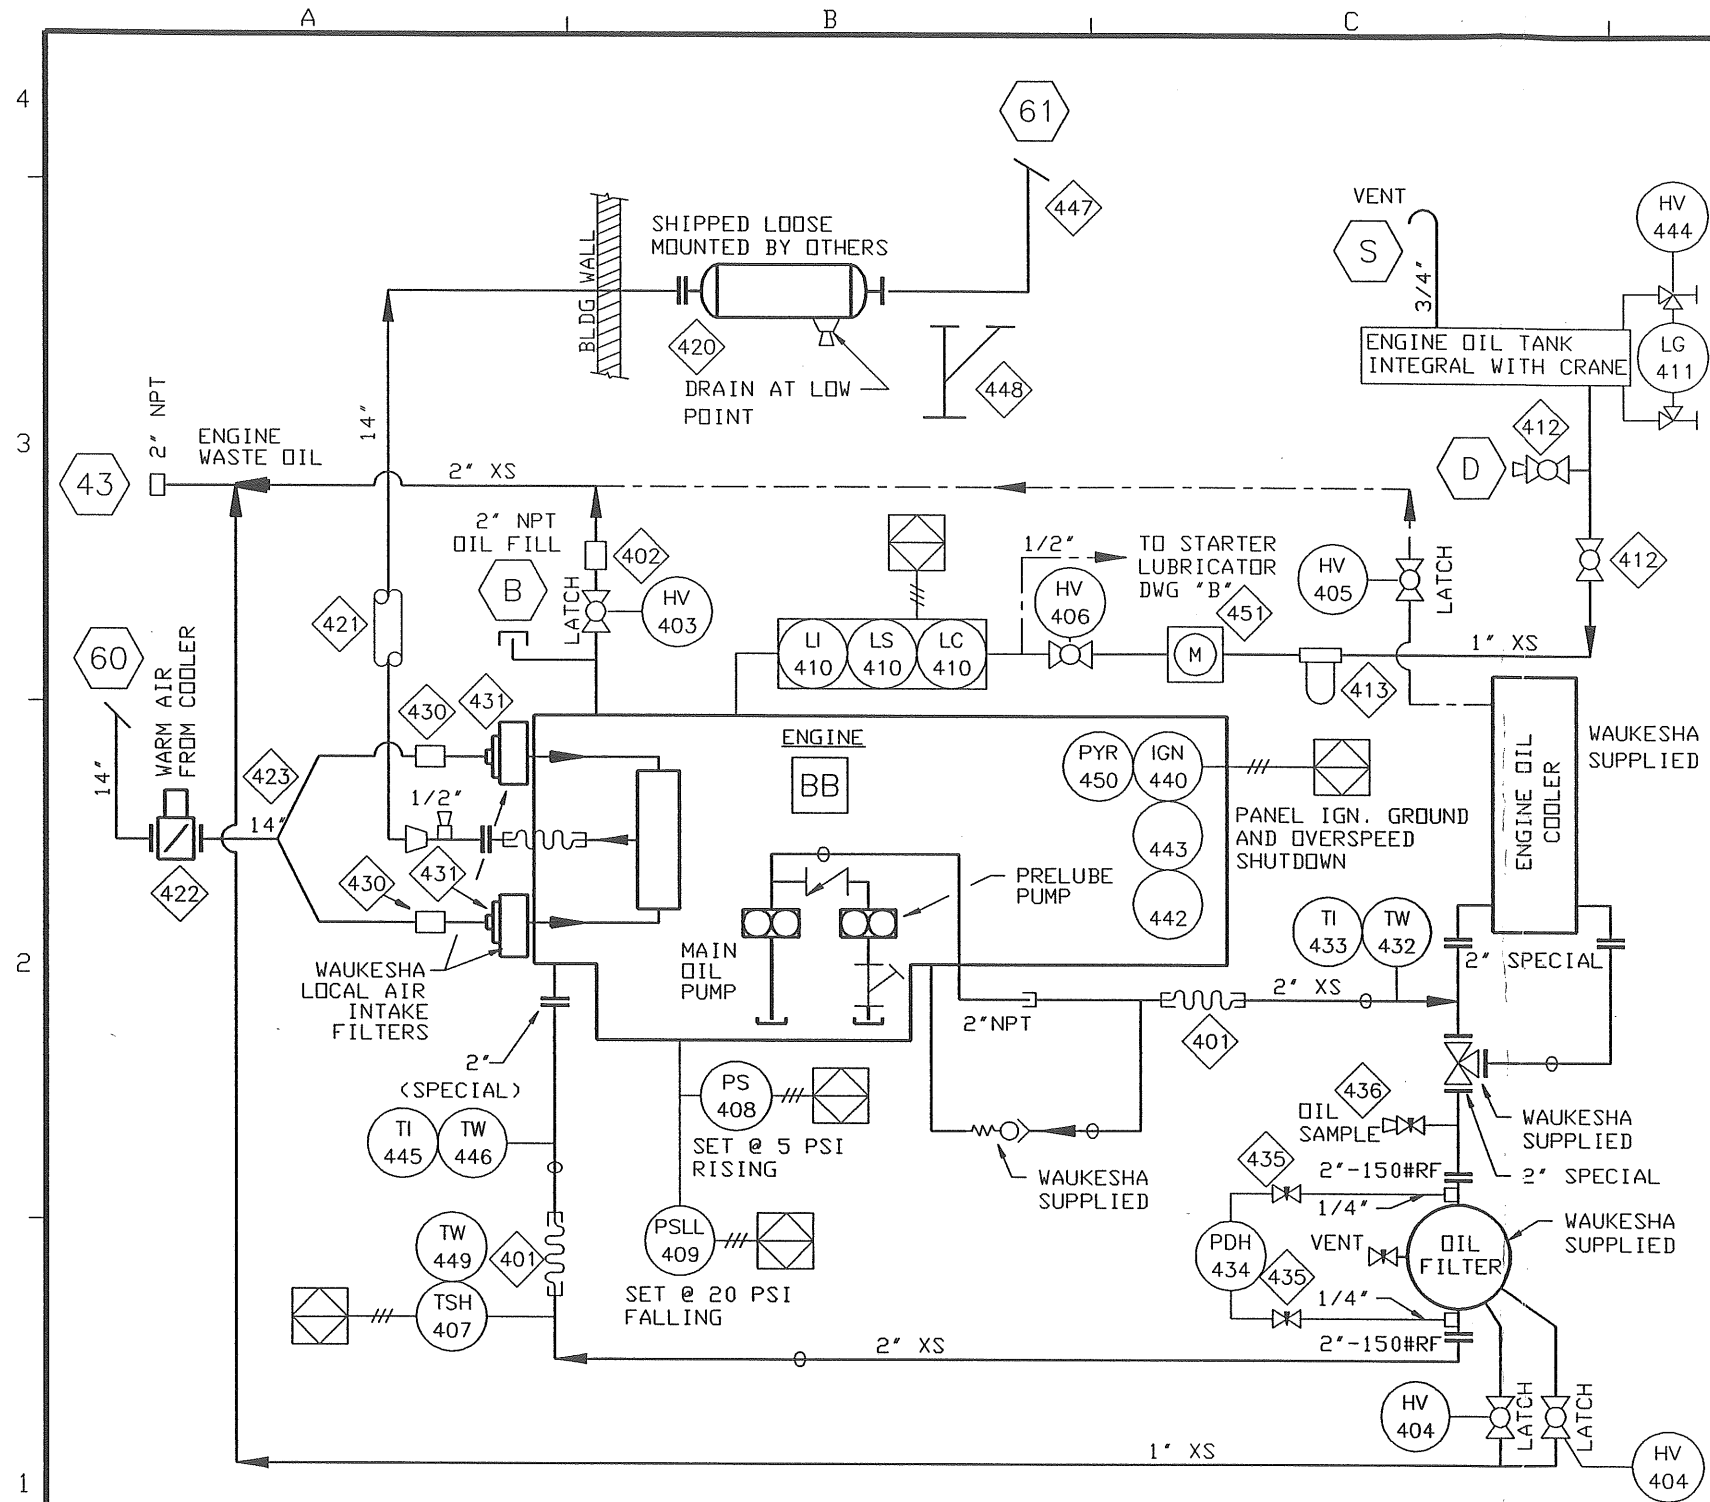 A
B
C
4
3
2
1
61
447
SHIPPED LOOSE
MOUNTED BY OTHERS
BLDG WALL
420
DRAIN AT LOW
POINT
448
VENT
S
3/4"
HV
444
ENGINE OIL TANK
INTEGRAL WITH CRANE
LG
411
412
D
412
14"
2" NPT
ENGINE
WASTE OIL
43
2" XS
2" NPT
OIL FILL
B
402
LATCH
HV
403
421
1/2"
TO STARTER
LUBRICATOR
DWG "B"
HV
406
451
HV
405
LATCH
LI
410
LS
410
LC
410
M
413
1" XS
60
WARM AIR
FROM COOLER
14"
423
14"
422
430
431
1/2"
430
431
WAUKESHA
LOCAL AIR
INTAKE
FILTERS
ENGINE
BB
PYR
450
IGN
440
443
442
PANEL IGN. GROUND
AND OVERSPEED
SHUTDOWN
ENGINE OIL
COOLER
WAUKESHA
SUPPLIED
PRELUBE
PUMP
MAIN
OIL
PUMP
TI
433
TW
432
2" SPECIAL
2" XS
2"NPT
401
2"
(SPECIAL)
TI
445
TW
446
PS
408
SET @ 5 PSI
RISING
WAUKESHA
SUPPLIED
436
OIL
SAMPLE
WAUKESHA
SUPPLIED
2" SPECIAL
435
2"-150#RF
1/4"
TW
449
401
TSH
407
PSLL
409
SET @ 20 PSI
FALLING
PDH
434
435
VENT
OIL
FILTER
WAUKESHA
SUPPLIED
1/4"
2"-150#RF
2" XS
HV
404
LATCH
LATCH
HV
404
1" XS